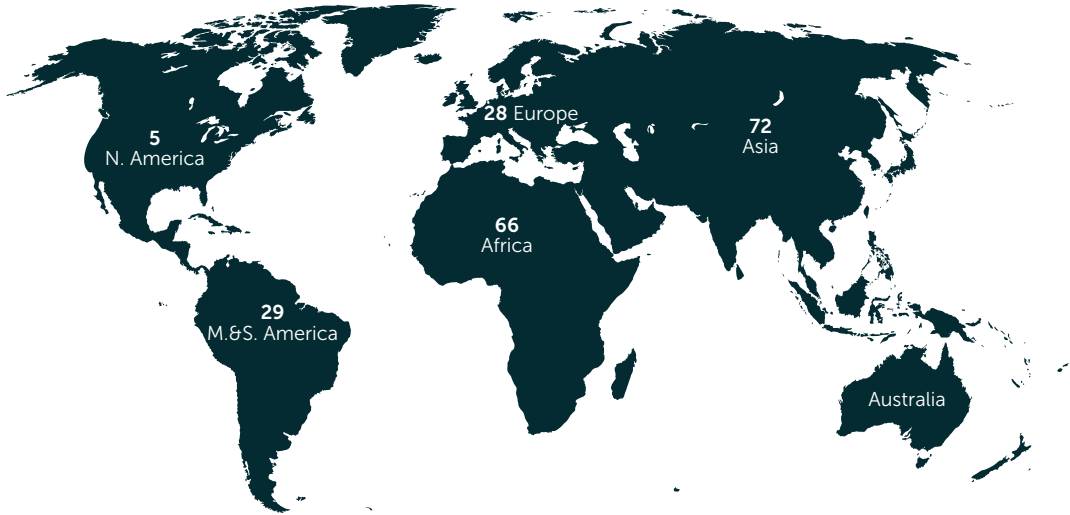 5
N. America
28 Europe
72
Asia
66
Africa
29
M.&S. America
Australia